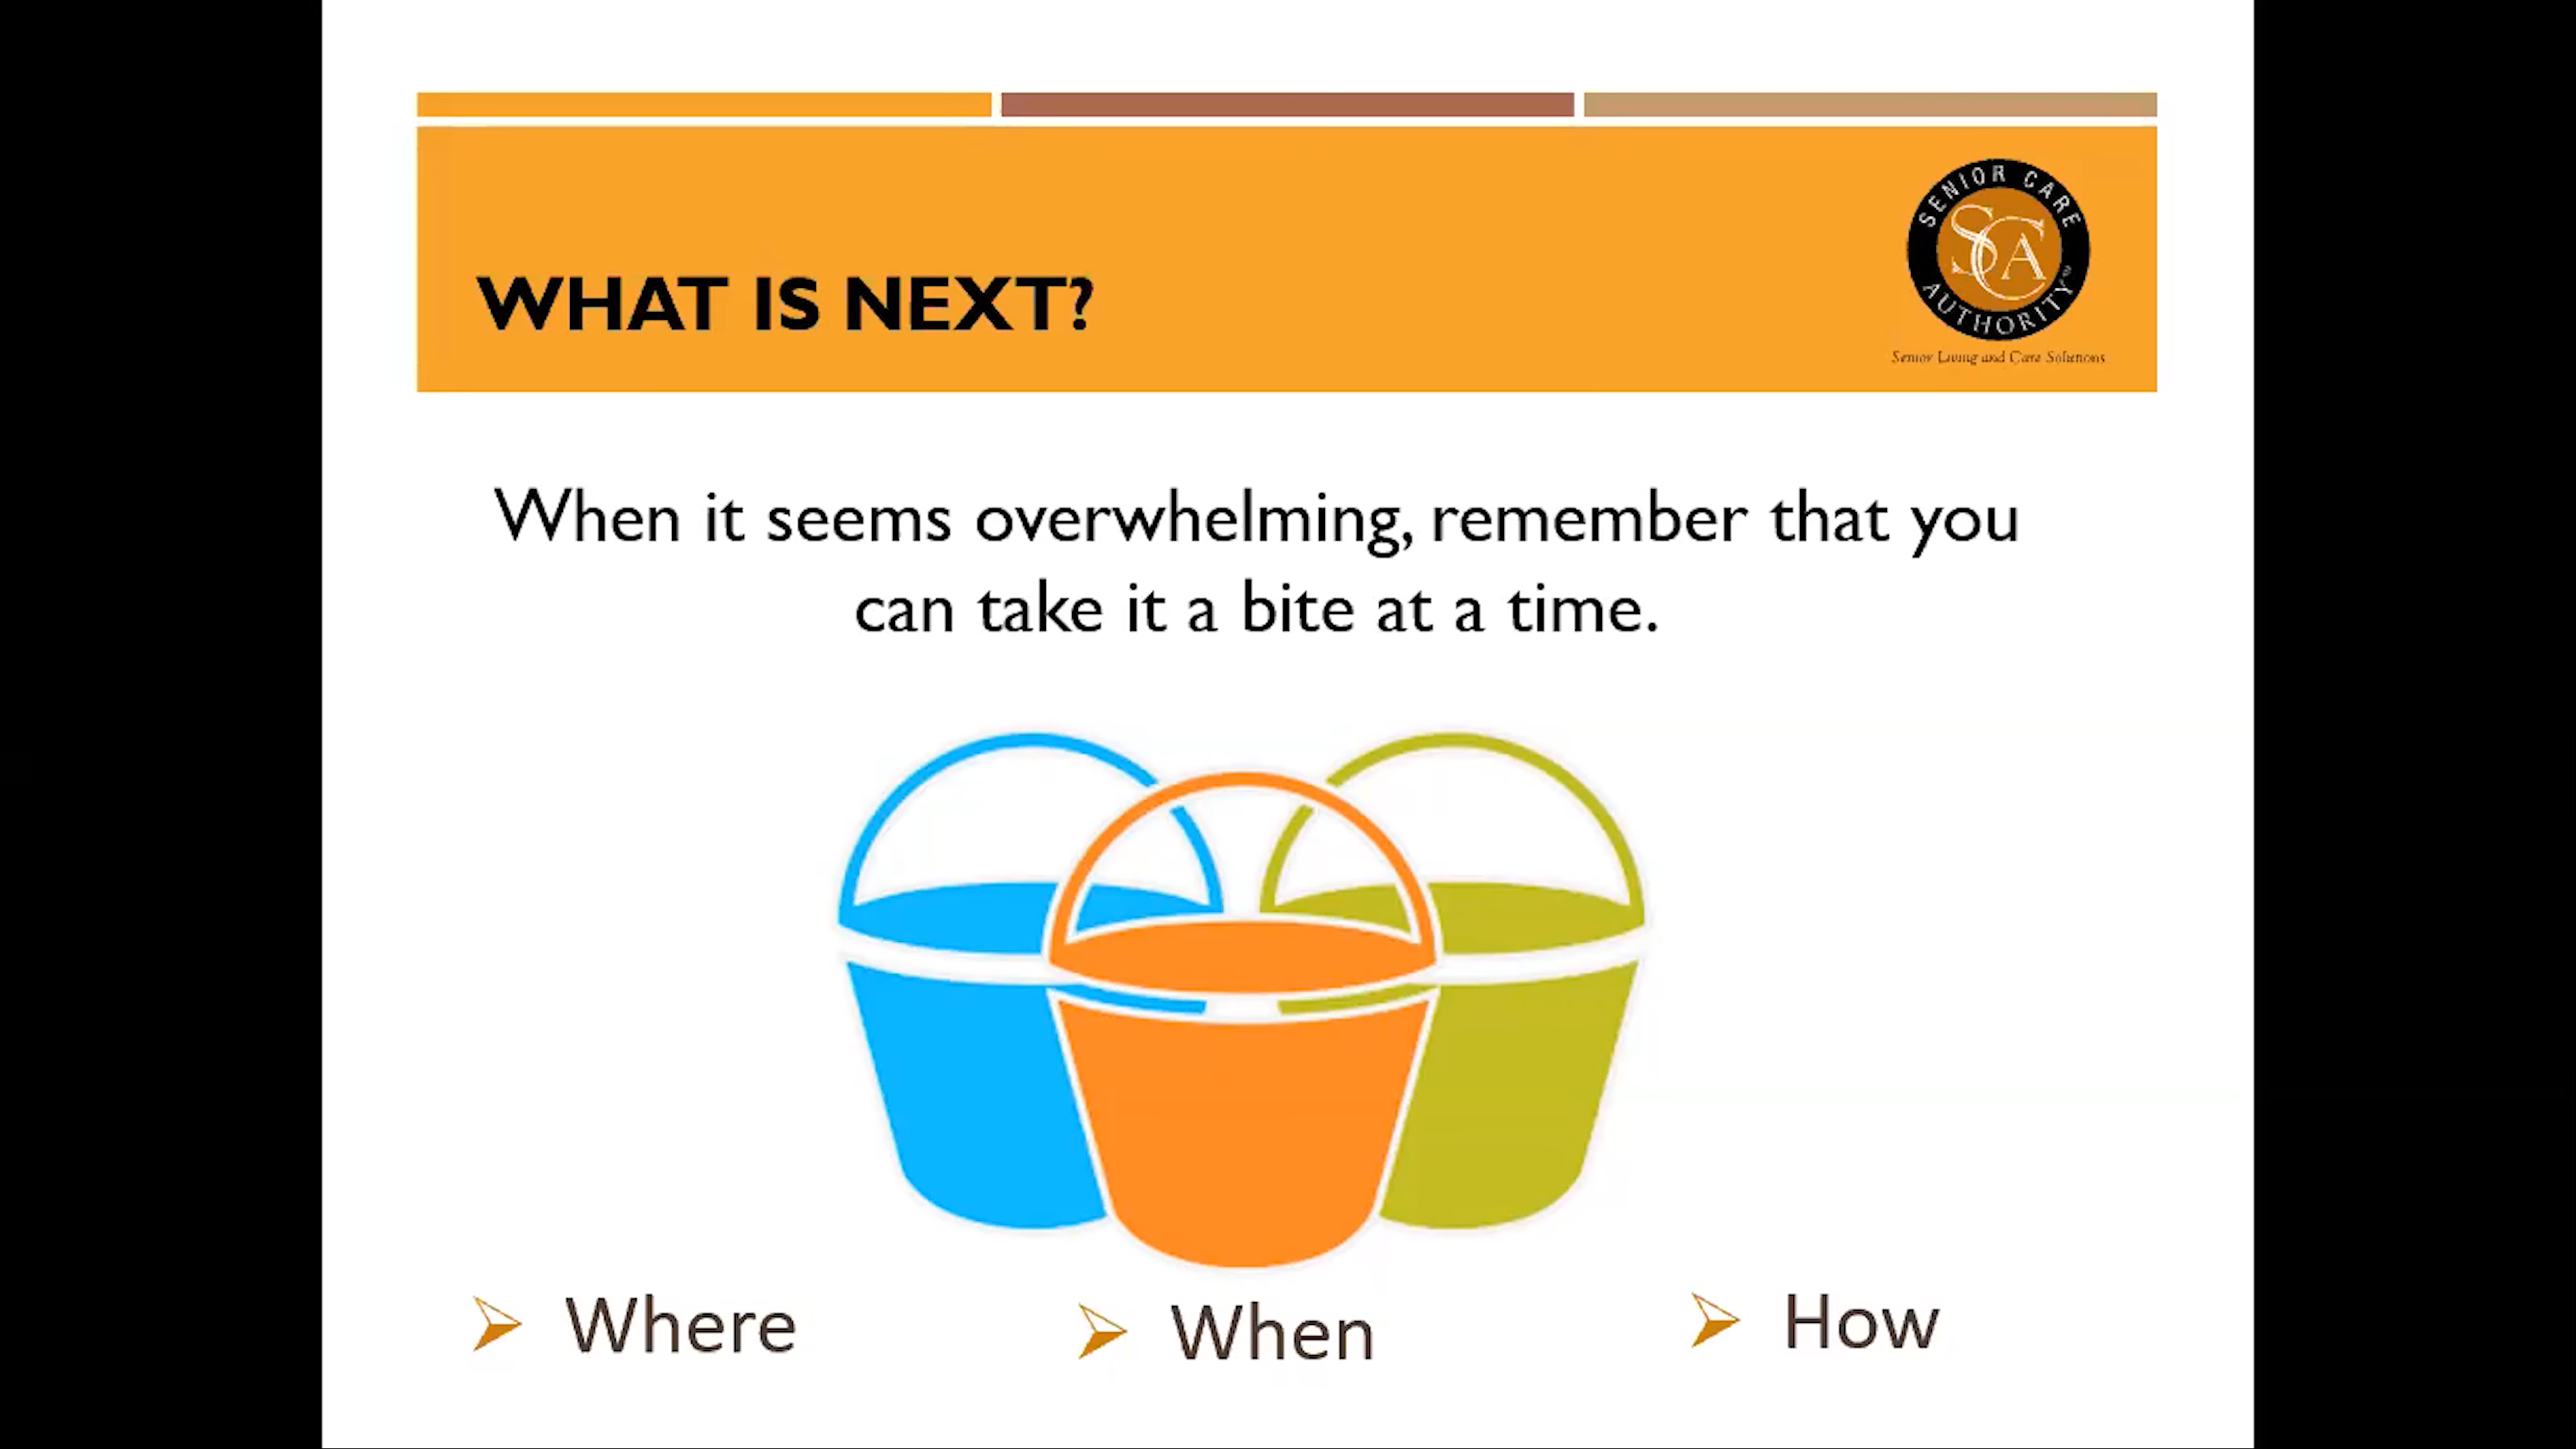 WHAT IS NEXT?
SENIOR CARE
SCA
AUTHORITY
Senior Living and Care Solutions
When it seems overwhelming, remember that you
can take it a bite at a time.
Where
When
How